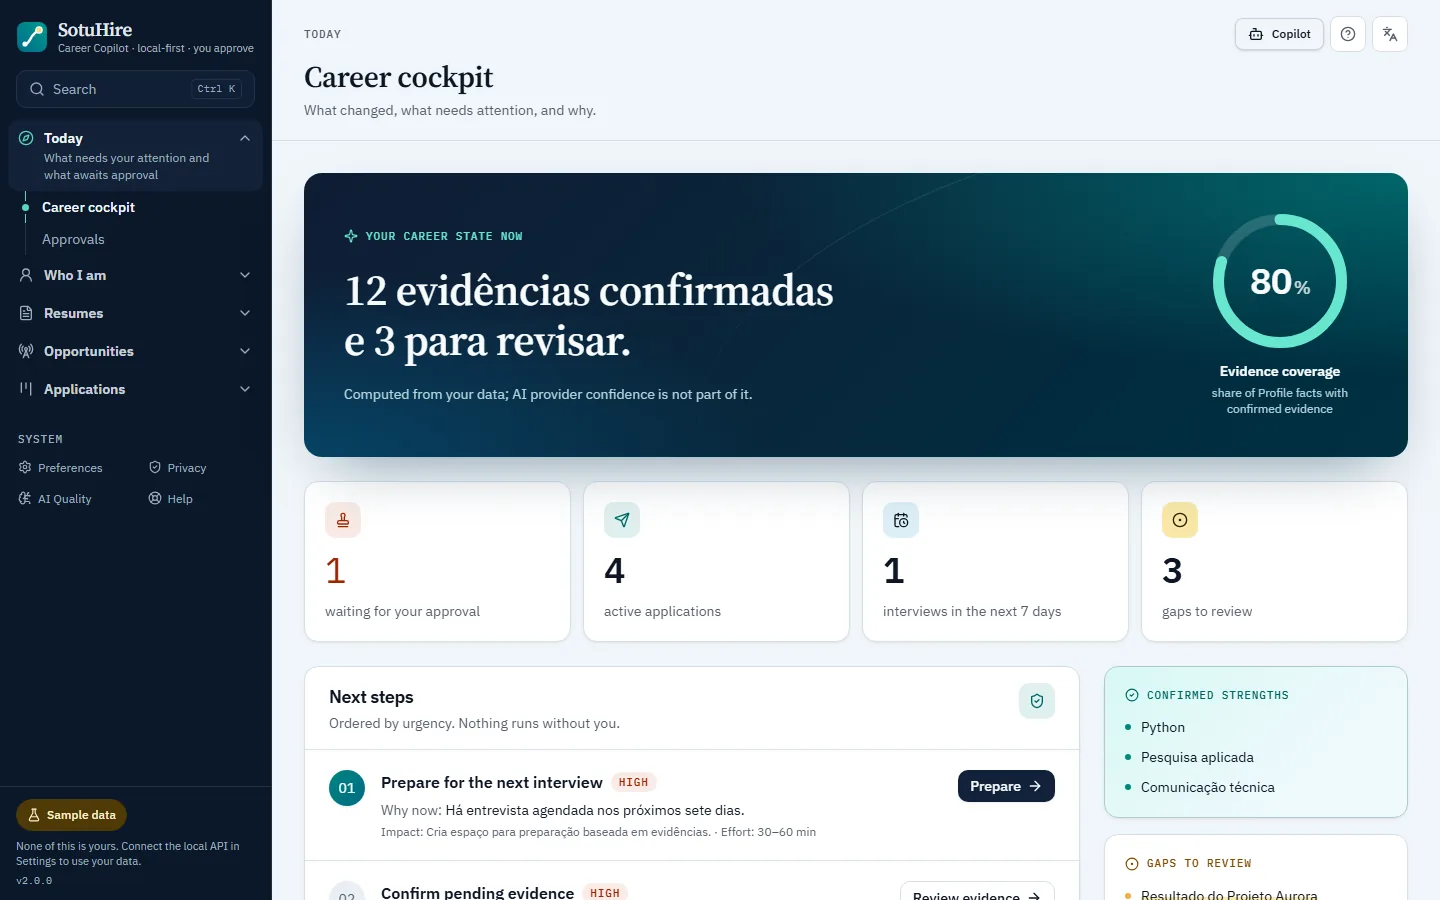 SotuHire
Career Copilot · local-first · you approve
Search
Ctrl K
Today
What needs your attention and
what awaits approval
Career cockpit
Approvals
Who I am
Resumes
Opportunities
Applications
SYSTEM
Preferences
Privacy
AI Quality
Help
Sample data
None of this is yours. Connect the local API in
Settings to use your data.
v2.0.0
TODAY
Copilot
Career cockpit
What changed, what needs attention, and why.
YOUR CAREER STATE NOW
12 evidências confirmadas
e 3 para revisar.
Computed from your data; AI provider confidence is not part of it.
80%
Evidence coverage
share of Profile facts with
confirmed evidence
1
waiting for your approval
4
active applications
1
interviews in the next 7 days
3
gaps to review
Next steps
Ordered by urgency. Nothing runs without you.
01
Prepare for the next interview
HIGH
Why now: Há entrevista agendada nos próximos sete dias.
Impact: Cria espaço para preparação baseada em evidências. · Effort: 30–60 min
Prepare
02
Confirm pending evidence
HIGH
Review evidence
CONFIRMED STRENGTHS
Python
Pesquisa aplicada
Comunicação técnica
GAPS TO REVIEW
Resultado do Projeto Aurora